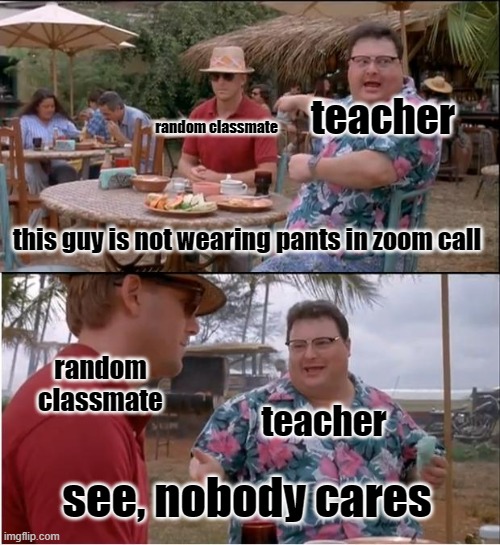 random classmate
teacher
this guy is not wearing pants in zoom call
random
classmate
teacher
see, nobody cares
imgflip.com